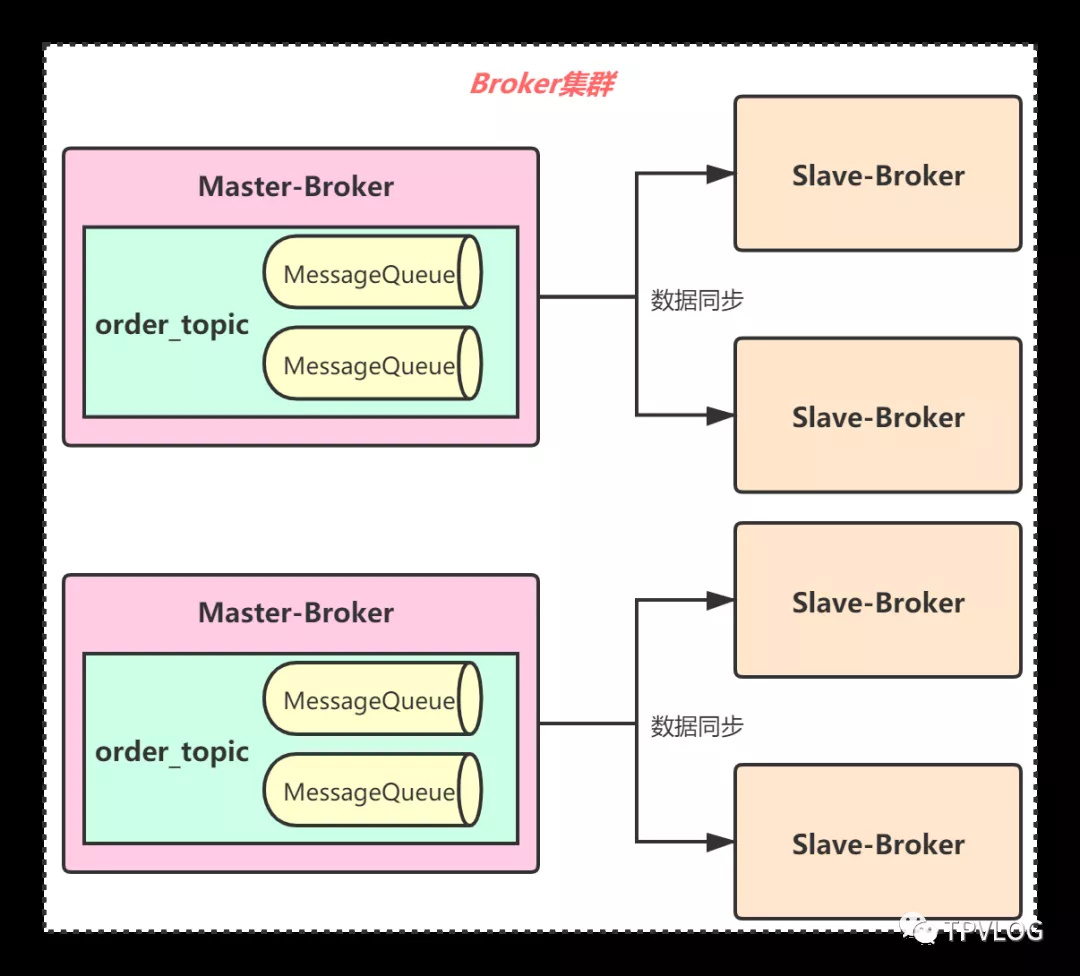 Broker集群
Master-Broker
order_topic
MessageQueue
MessageQueue
数据同步
Slave-Broker
Slave-Broker
Master-Broker
order_topic
MessageQueue
MessageQueue
数据同步
Slave-Broker
Slave-Broker
TPVLOG